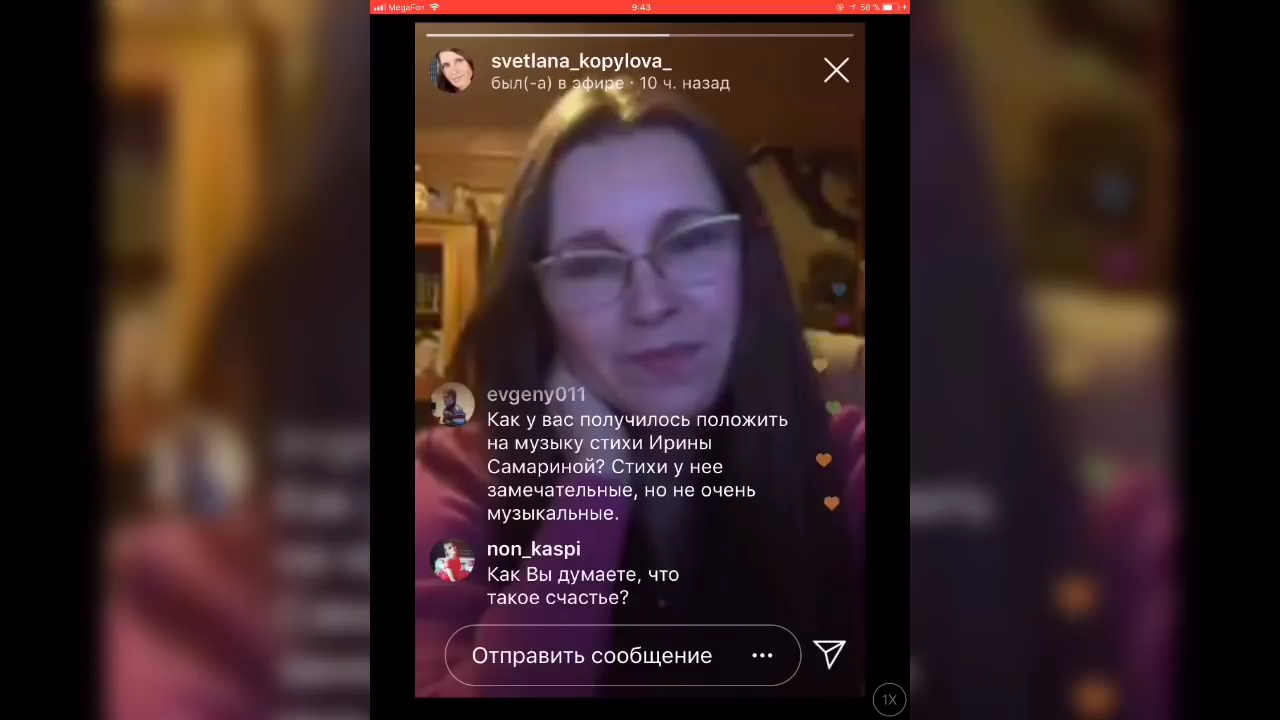 MegaFon
9:43
58 %
svetlana_kopylova_
был(-а) в эфире · 10 ч. назад
evgeny011
Как у вас получилось положить
на музыку стихи Ирины
Самариной? Стихи у нее
замечательные, но не очень
музыкальные.
non_kaspi
Как Вы думаете, что
такое счастье?
Отправить сообщение
1X